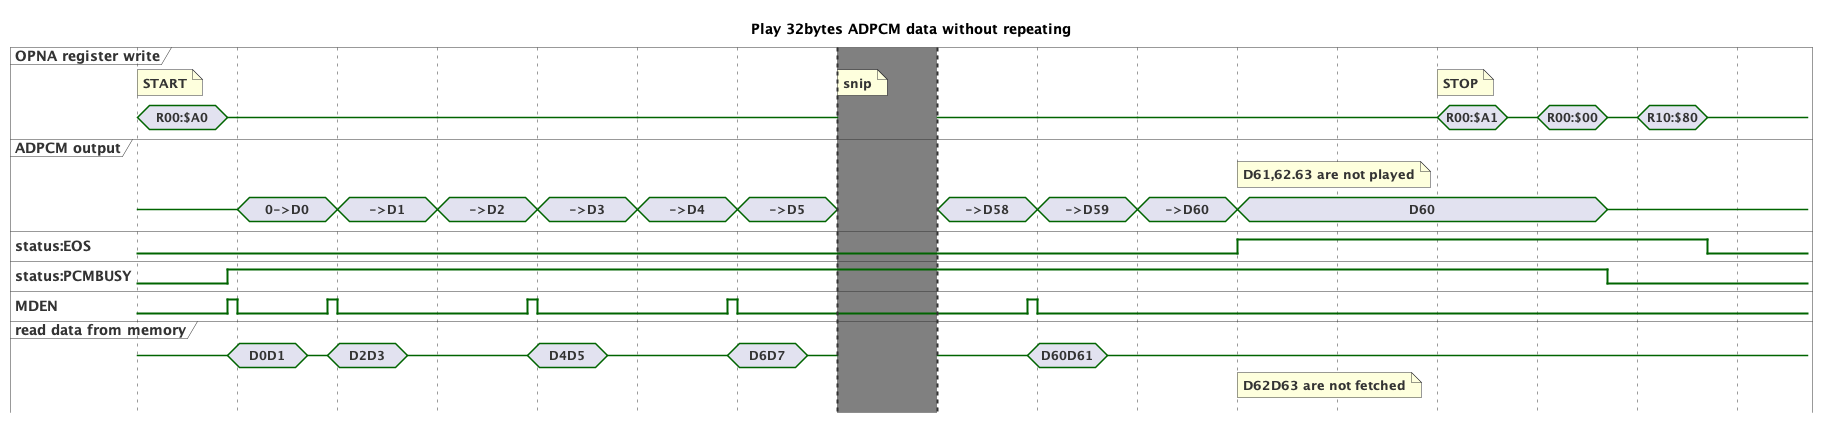 Play 32bytes ADPCM data without repeating
OPNA register write
START
snip
STOP
R00:$A0
R00:$A1
R00:$00
R10:$80
ADPCM output
D61,62.63 are not played
0->D0
->D1
->D2
->D3
->D4
->D5
->D58
->D59
->D60
D60
status:EOS
status:PCMBUSY
MDEN
read data from memory
D0D1
D2D3
D4D5
D6D7
D60D61
D62D63 are not fetched